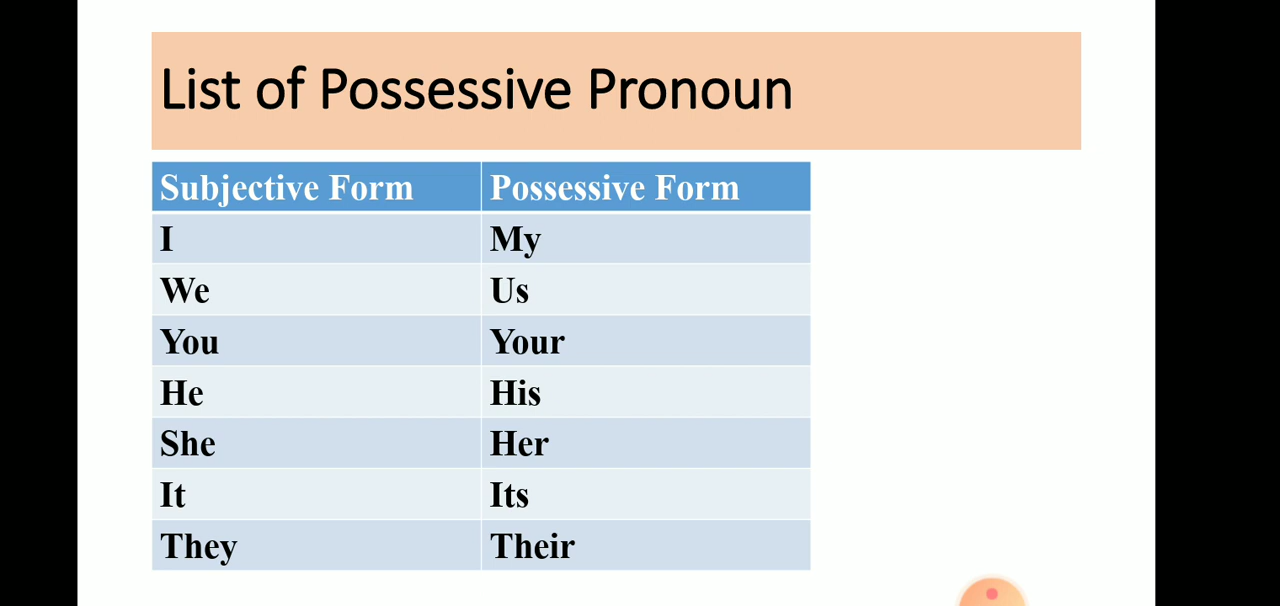 List of Possessive Pronoun
Subjective Form Possessive Form
I My
We Us
You Your
He His
She Her
It Its
They Their